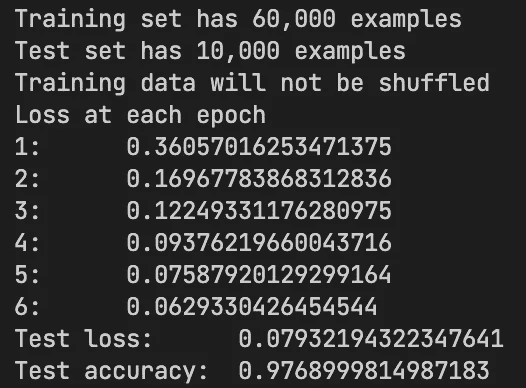 Training set has 60,000 examples
Test set has 10,000 examples
Training data will not be shuffled
Loss at each epoch
1: 0.36057016253471375
2: 0.16967783868312836
3: 0.12249331176280975
4: 0.09376219660043716
5: 0.07587920129299164
6: 0.0629330426454544
Test loss: 0.07932194322347641
Test accuracy: 0.9768999814987183